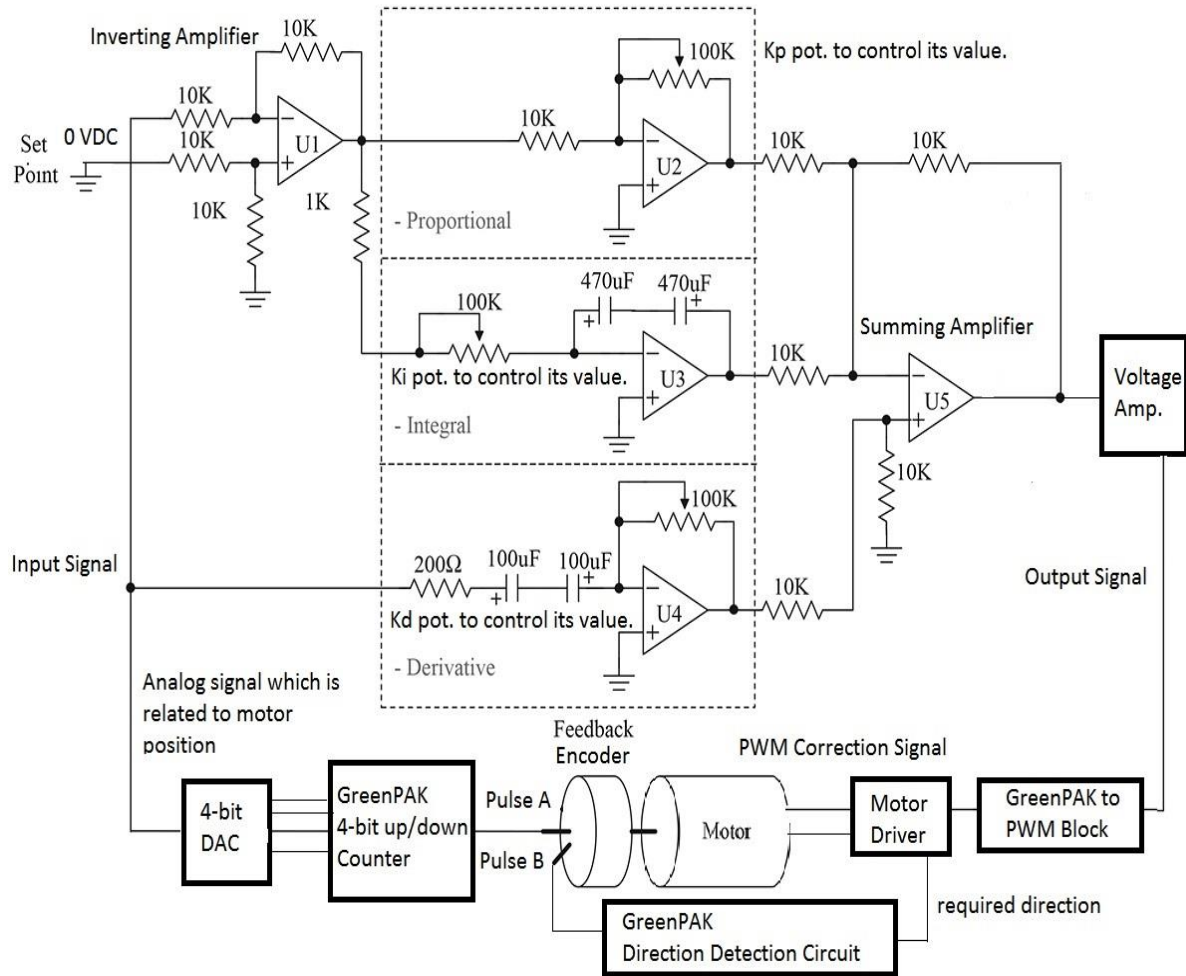 Inverting Amplifier
10K
10K
0 VDC
10K
Set
Point
−
+
U1
10K
1K
10K
100K
Kp pot. to control its value.
−
+
U2
10K
10K
- Proportional
100K
470uF
470uF
+
+
Ki pot. to control its value.
−
+
U3
10K
- Integral
Summing Amplifier
−
+
U5
10K
Voltage
Amp.
Input Signal
200Ω
100uF
100uF
+
+
100K
Kd pot. to control its value.
−
+
U4
10K
- Derivative
Output Signal
Analog signal which is
related to motor
position
4-bit
DAC
GreenPAK
4-bit up/down
Counter
Pulse A
Pulse B
Feedback
Encoder
Motor
PWM Correction Signal
Motor
Driver
GreenPAK to
PWM Block
required direction
GreenPAK
Direction Detection Circuit